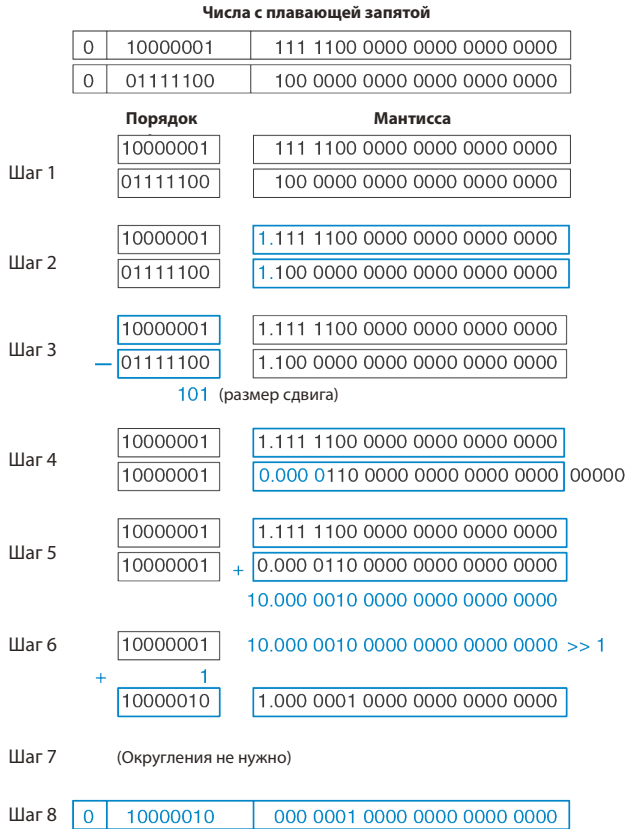 Числа с плавающей запятой
0 10000001 111 1100 0000 0000 0000 0000
0 01111100 100 0000 0000 0000 0000 0000
Порядок Мантисса
Шаг 1
10000001 111 1100 0000 0000 0000 0000
01111100 100 0000 0000 0000 0000 0000
Шаг 2
10000001 1.111 1100 0000 0000 0000 0000
01111100 1.100 0000 0000 0000 0000 0000
Шаг 3
10000001 1.111 1100 0000 0000 0000 0000
— 01111100 1.100 0000 0000 0000 0000 0000
101 (размер сдвига)
Шаг 4
10000001 1.111 1100 0000 0000 0000 0000
10000001 0.000 0110 0000 0000 0000 0000 00000
Шаг 5
10000001 1.111 1100 0000 0000 0000 0000
10000001 + 0.000 0110 0000 0000 0000 0000
10.000 0010 0000 0000 0000 0000
Шаг 6 10000001 10.000 0010 0000 0000 0000 0000 >> 1
+ 1
10000010 1.000 0001 0000 0000 0000 0000
Шаг 7 (Округления не нужно)
Шаг 8 0 10000010 000 0001 0000 0000 0000 0000